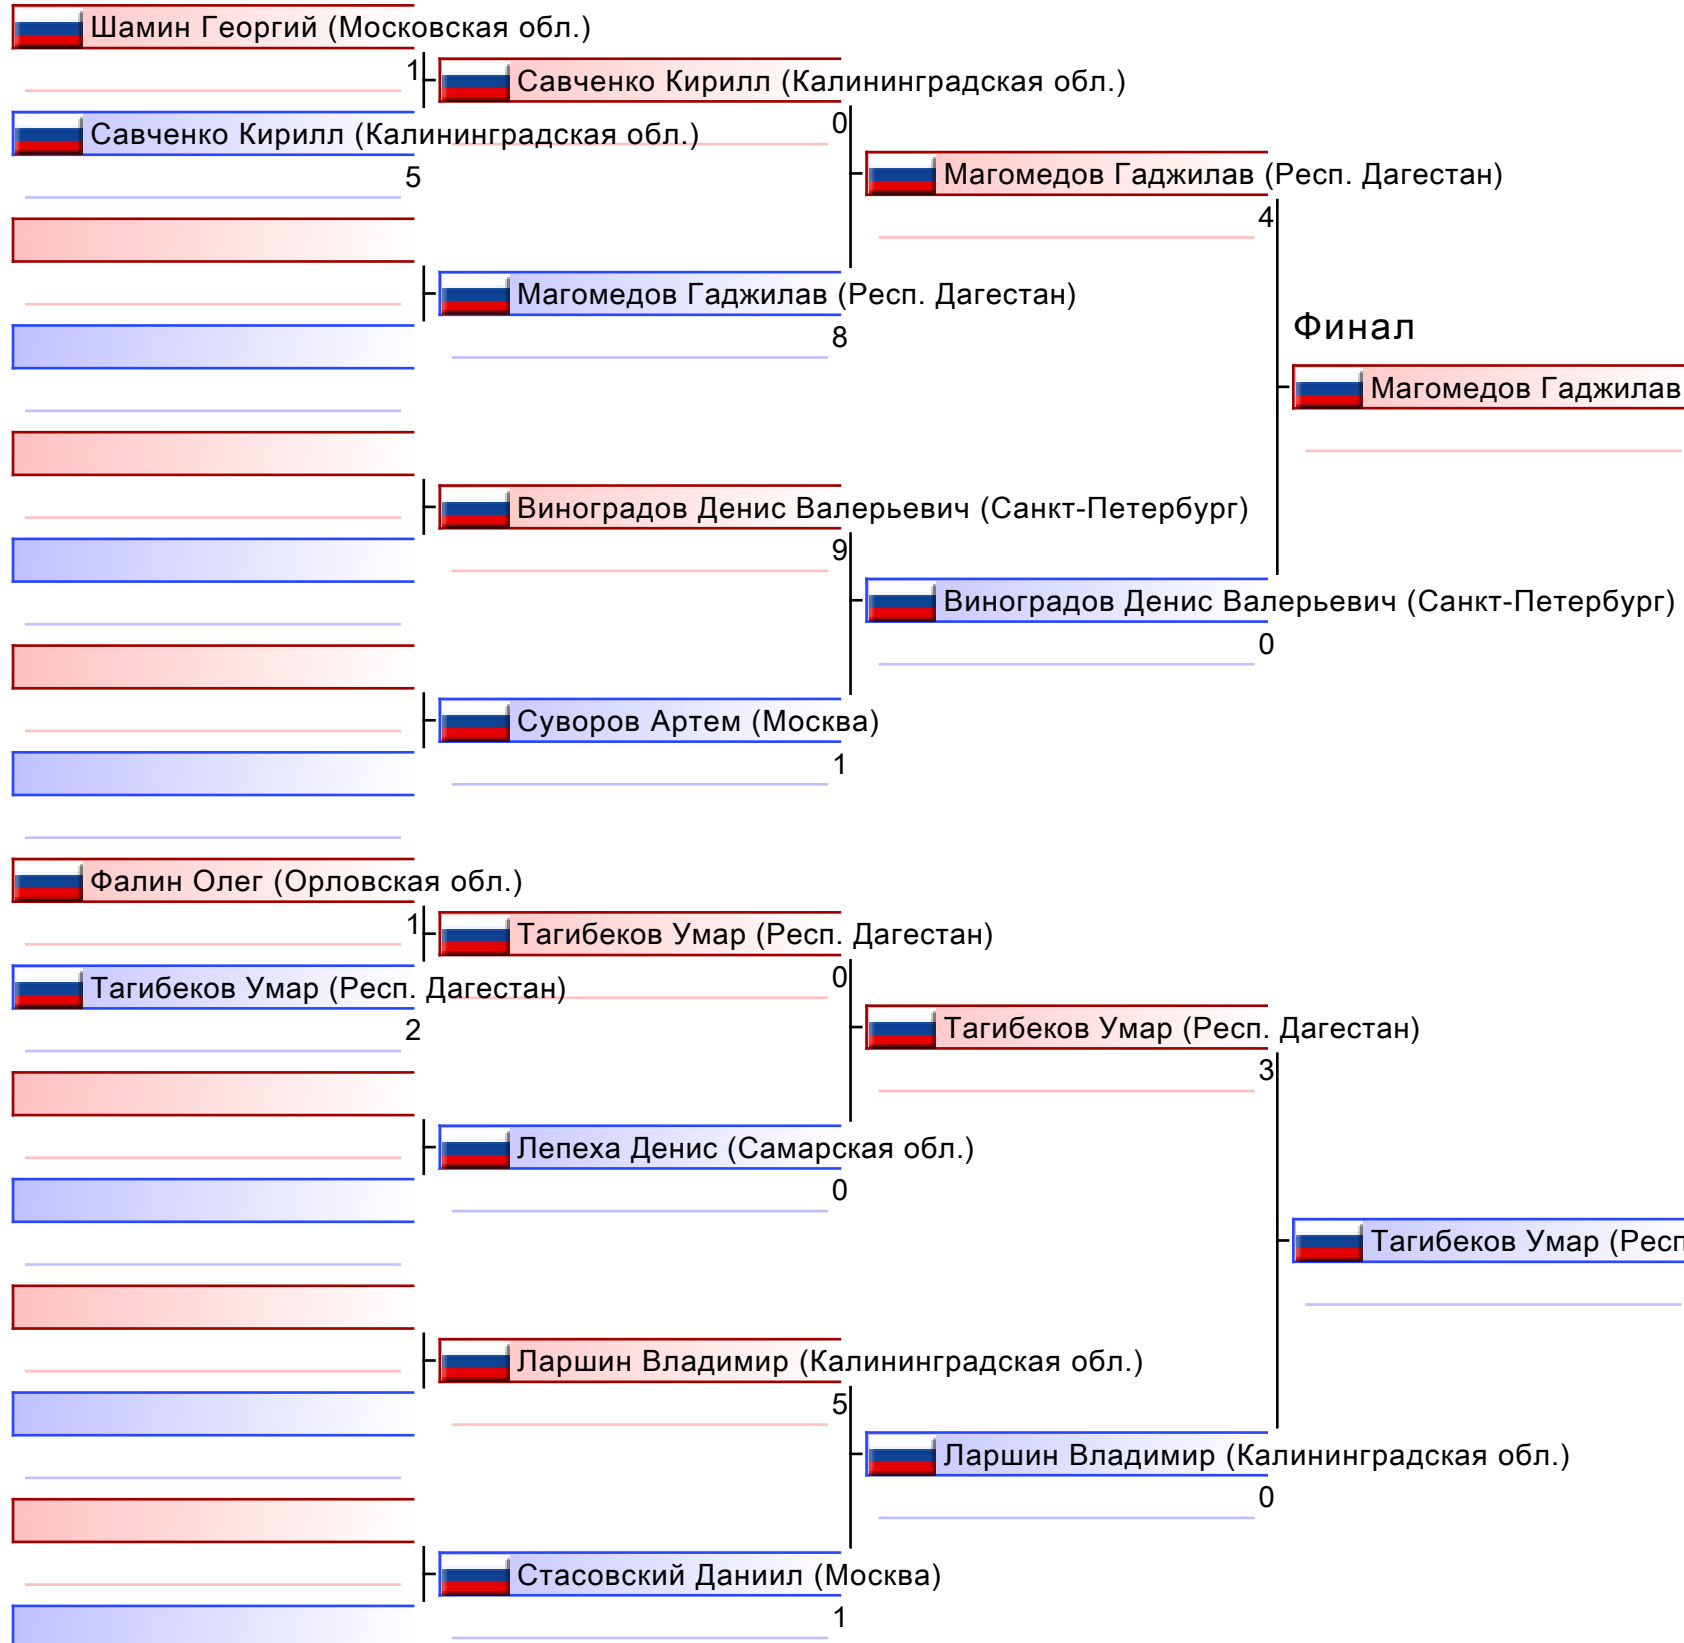 Шамин Георгий (Московская обл.)
1
Савченко Кирилл (Калининградская обл.)
Савченко Кирилл (Калининградская обл.)
0
5
Магомедов Гаджилав (Респ. Дагестан)
4
Магомедов Гаджилав (Респ. Дагестан)
8
Финал
Магомедов Гаджилав
Виноградов Денис Валерьевич (Санкт-Петербург)
9
Виноградов Денис Валерьевич (Санкт-Петербург)
0
Суворов Артем (Москва)
1
Фалин Олег (Орловская обл.)
1
Тагибеков Умар (Респ. Дагестан)
0
Тагибеков Умар (Респ. Дагестан)
2
Тагибеков Умар (Респ. Дагестан)
3
Лепеха Денис (Самарская обл.)
0
Тагибеков Умар (Респ
Ларшин Владимир (Калининградская обл.)
5
Ларшин Владимир (Калининградская обл.)
0
Стасовский Даниил (Москва)
1